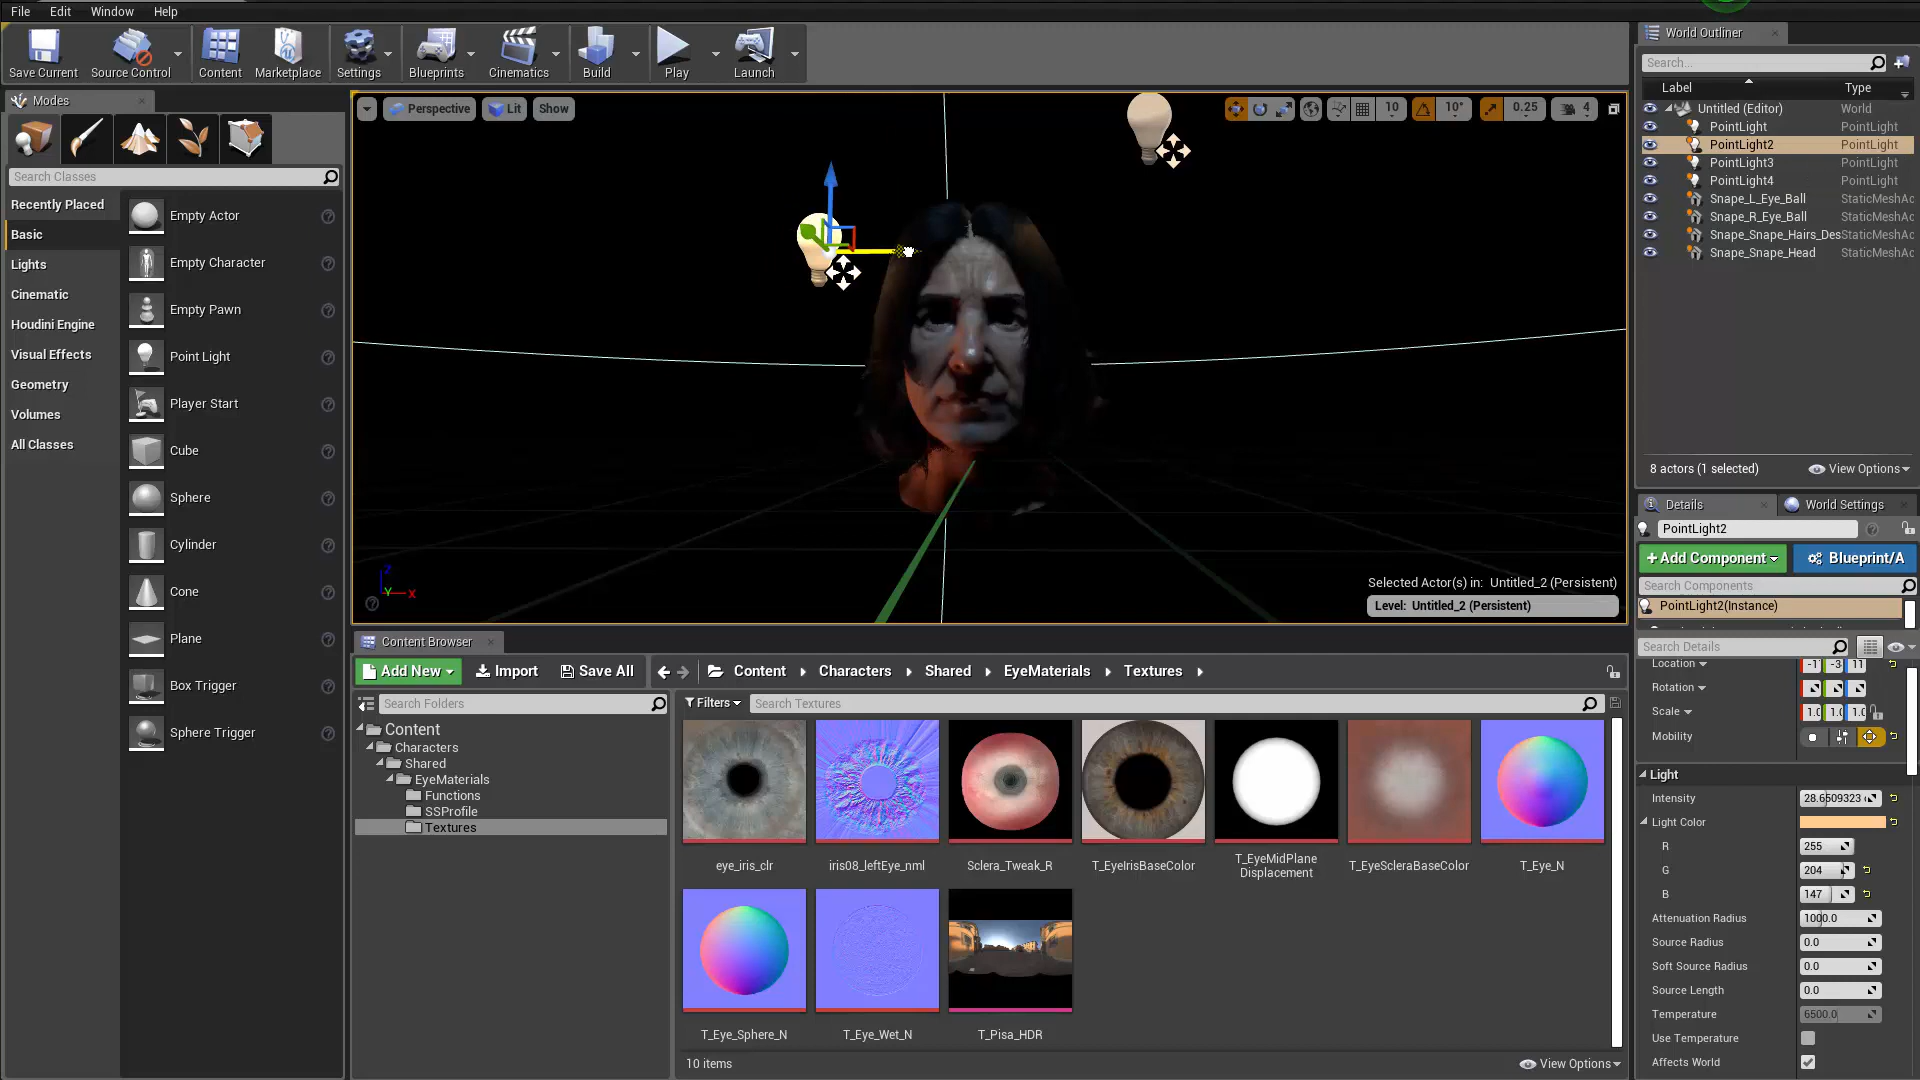 File Edit Window Help
Save Current Source Control Content Marketplace Settings Blueprints Cinematics Build Play Launch
Modes
Search Classes
Recently Placed
Basic
Lights
Cinematic
Houdini Engine
Visual Effects
Geometry
Volumes
All Classes
Empty Actor
Empty Character
Empty Pawn
Point Light
Player Start
Cube
Sphere
Cylinder
Cone
Plane
Box Trigger
Sphere Trigger
Perspective Lit Show
10 10° 0.25 4
Z
Y X
Selected Actor(s) in: Untitled_2 (Persistent)
Level: Untitled_2 (Persistent)
Content Browser
Add New Import Save All Content Characters Shared EyeMaterials Textures
Search Folders
Content
Characters
Shared
EyeMaterials
Functions
SSProfile
Textures
Filters Search Textures
eye_iris_clr iris08_leftEye_nml Sclera_Tweak_R T_EyeIrisBaseColor T_EyeMidPlane Displacement T_EyeScleraBaseColor T_Eye_N
T_Eye_Sphere_N T_Eye_Wet_N T_Pisa_HDR
10 items View Options
World Outliner
Search...
Label Type
Untitled (Editor) World
PointLight PointLight
PointLight2 PointLight
PointLight3 PointLight
PointLight4 PointLight
Snape_L_Eye_Ball StaticMeshAc
Snape_R_Eye_Ball StaticMeshAc
Snape_Snape_Hairs_Des StaticMeshAc
Snape_Snape_Head StaticMeshAc
8 actors (1 selected) View Options
Details World Settings
PointLight2
+ Add Component Blueprint/A
Search Components
PointLight2(Instance)
Search Details
Location -1 -3 11
Rotation
Scale 1.0 1.0 1.0
Mobility
Light
Intensity 28.6509323
Light Color
R 255
G 204
B 147
Attenuation Radius 1000.0
Source Radius 0.0
Soft Source Radius 0.0
Source Length 0.0
Temperature 6500.0
Use Temperature
Affects World